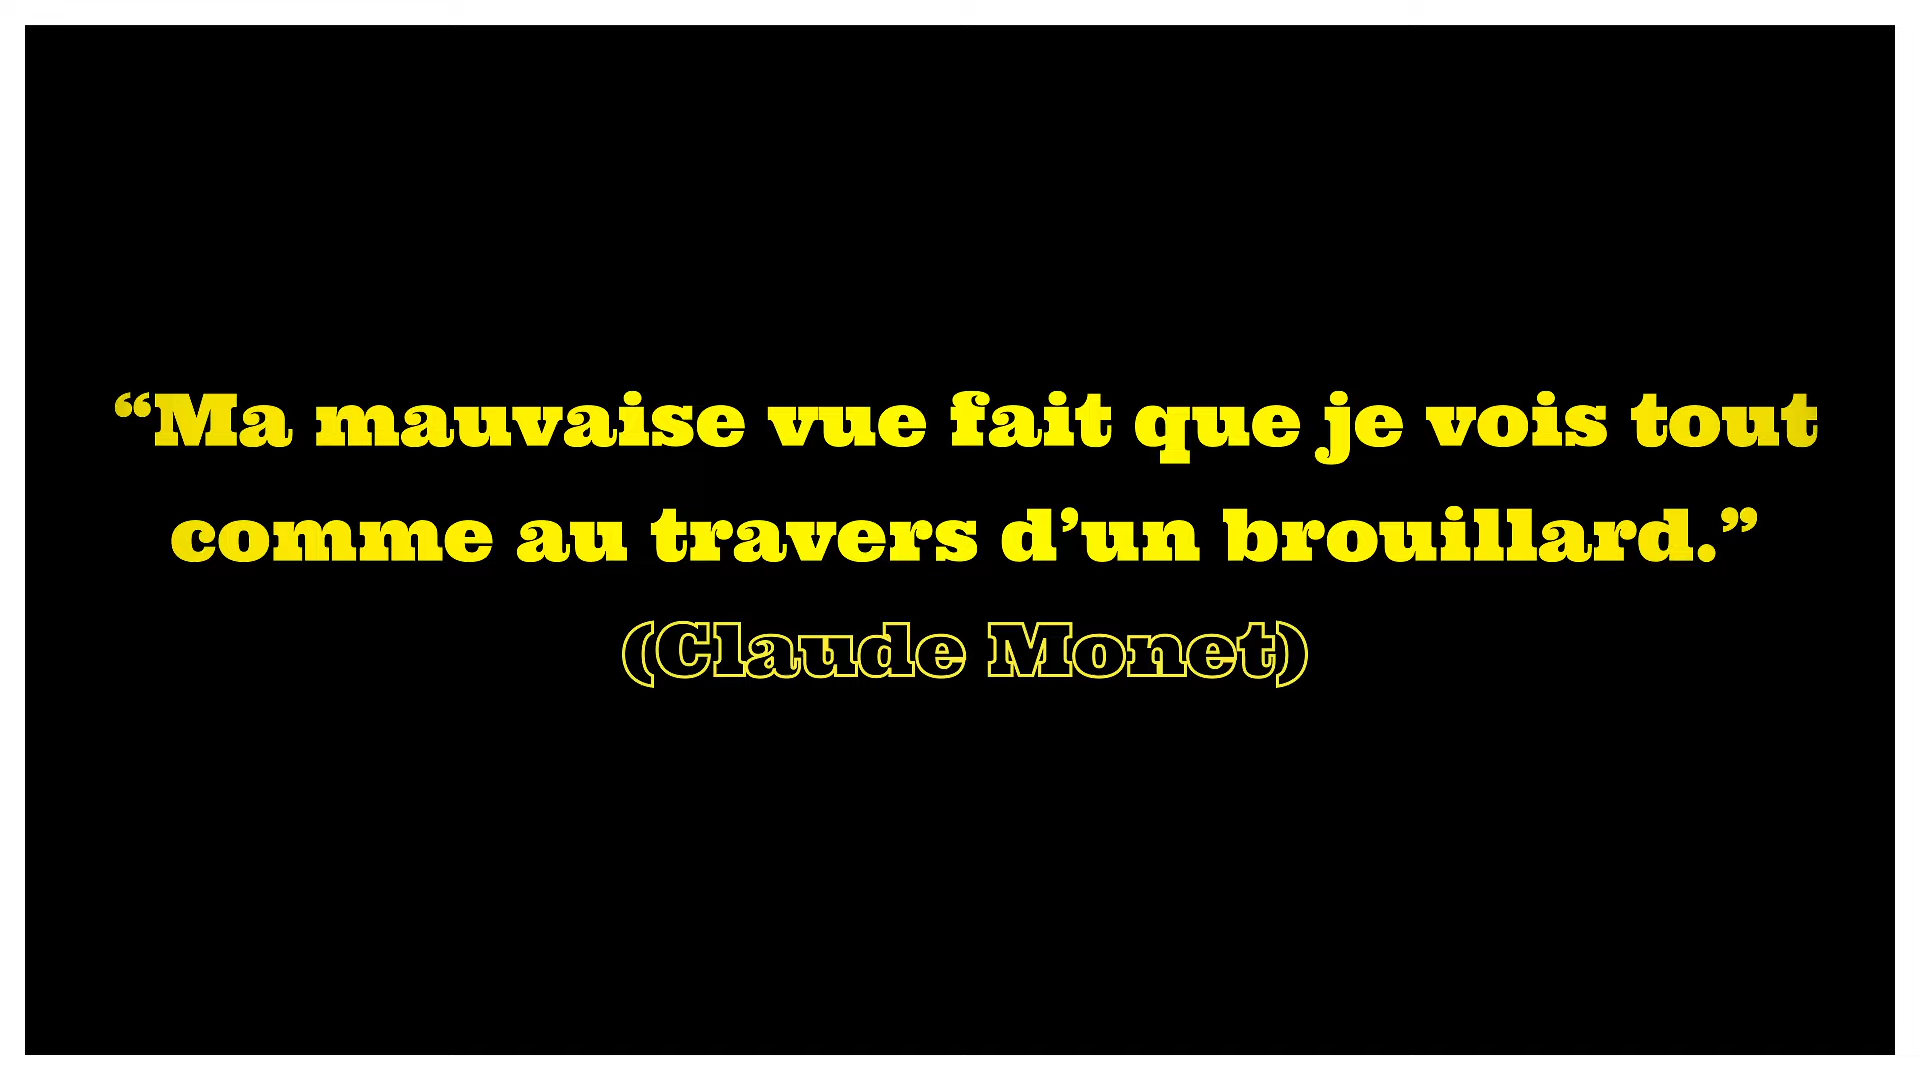 “Ma mauvaise vue fait que je vois tout
comme au travers d’un brouillard.”
(Claude Monet)